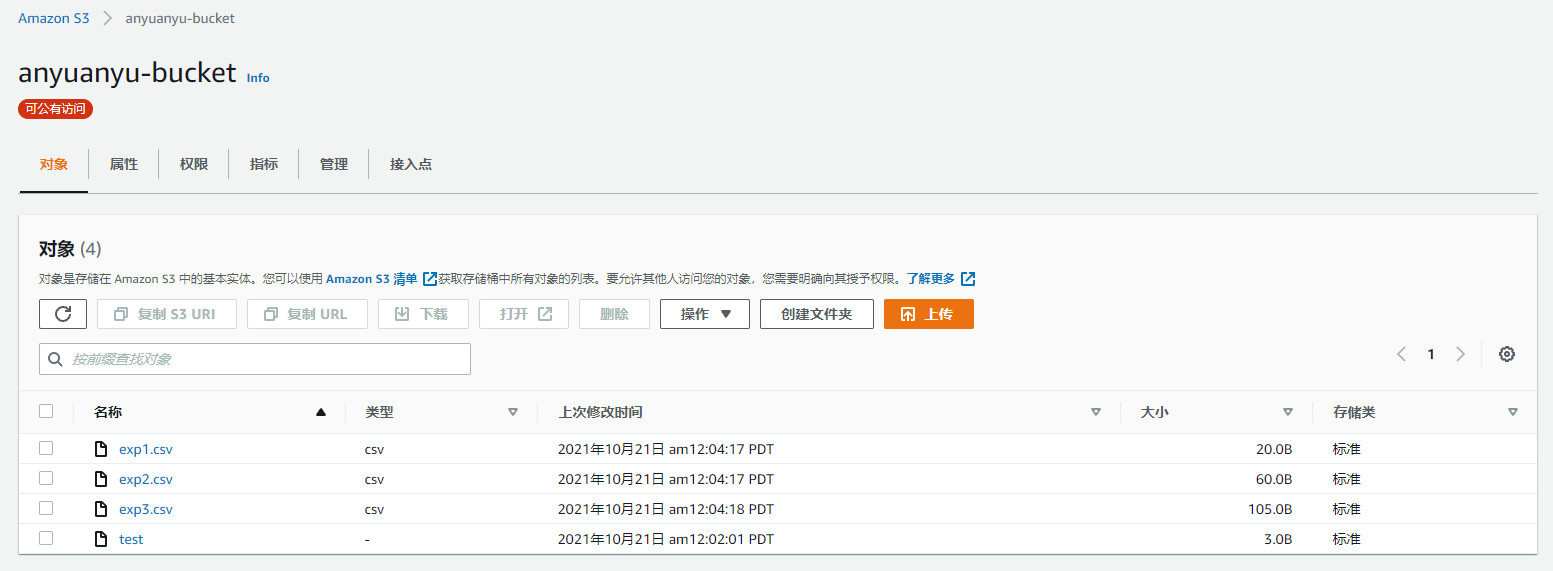 Amazon S3 > anyuanyu-bucket
anyuanyu-bucket Info
可公有访问
对象 属性 权限 指标 管理 接入点
对象 (4)
对象是存储在 Amazon S3 中的基本实体。您可以使用 Amazon S3 清单 获取存储桶中所有对象的列表。要允许其他人访问您的对象，您需要明确向其授予权限。了解更多
复制 S3 URI 复制 URL 下载 打开 删除 操作 创建文件夹 上传
按前缀查找对象
1
名称 类型 上次修改时间 大小 存储类
exp1.csv csv 2021年10月21日 am12:04:17 PDT 20.0B 标准
exp2.csv csv 2021年10月21日 am12:04:17 PDT 60.0B 标准
exp3.csv csv 2021年10月21日 am12:04:18 PDT 105.0B 标准
test - 2021年10月21日 am12:02:01 PDT 3.0B 标准